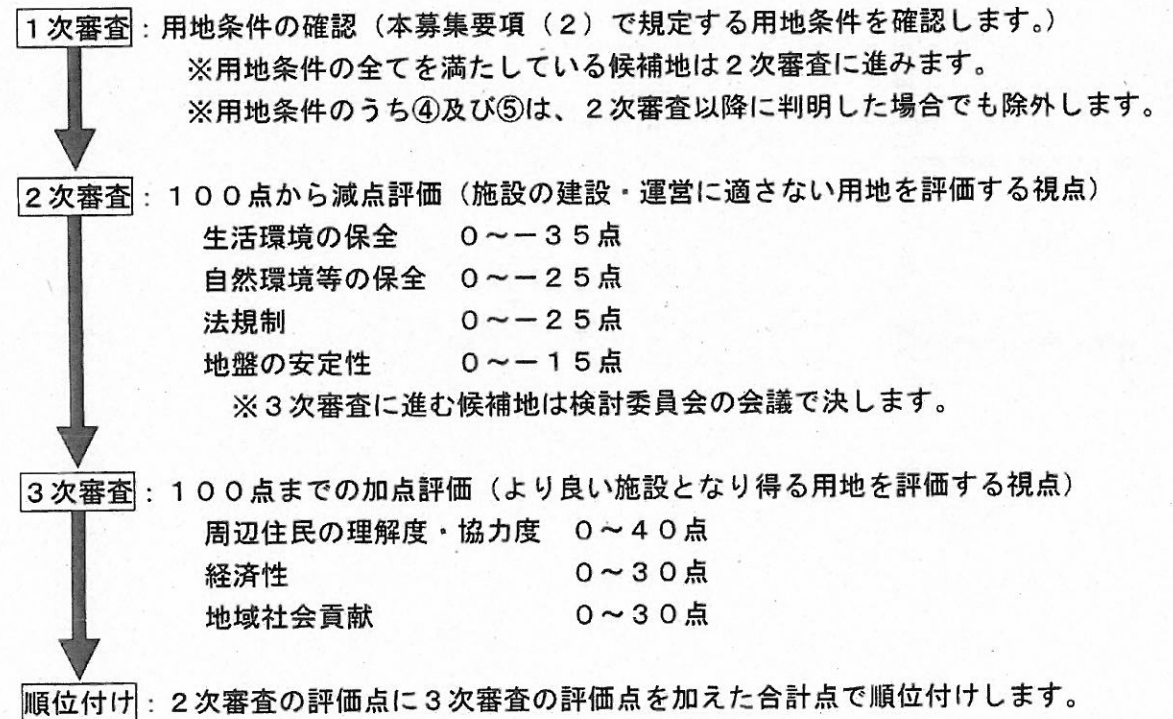 １次審査：用地条件の確認（本募集要項（２）で規定する用地条件を確認します。）
※用地条件の全てを満たしている候補地は２次審査に進みます。
※用地条件のうち④及び⑤は、２次審査以降に判明した場合でも除外します。
２次審査：１００点から減点評価（施設の建設・運営に適さない用地を評価する視点）
生活環境の保全　０～－３５点
自然環境等の保全　０～－２５点
法規制　０～－２５点
地盤の安定性　０～－１５点
※３次審査に進む候補地は検討委員会の会議で決します。
３次審査：１００点までの加点評価（より良い施設となり得る用地を評価する視点）
周辺住民の理解度・協力度　０～４０点
経済性　０～３０点
地域社会貢献　０～３０点
順位付け：２次審査の評価点に３次審査の評価点を加えた合計点で順位付けします。